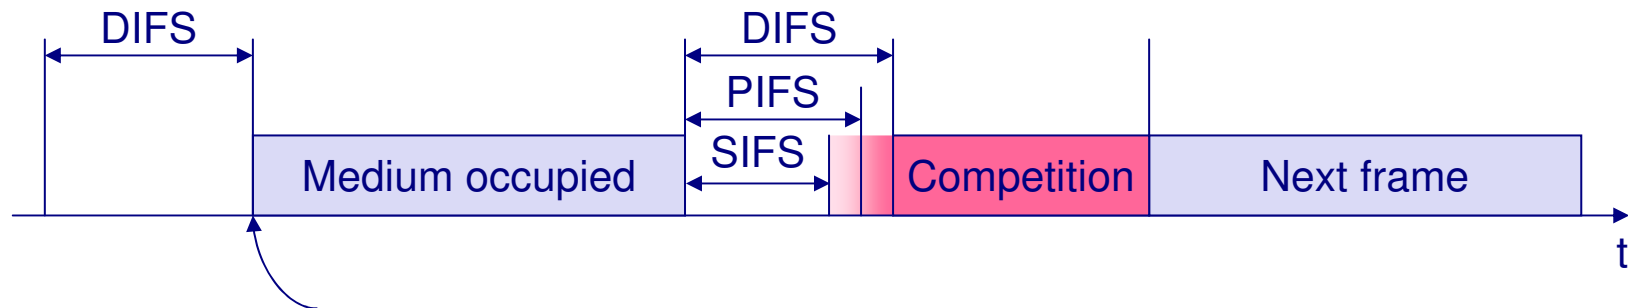 DIFS
DIFS
PIFS
SIFS
Medium occupied
Competition
Next frame
t